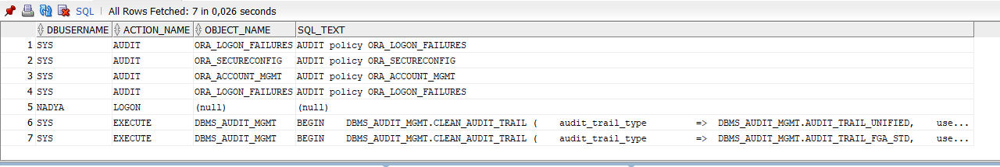 SQL | All Rows Fetched: 7 in 0,026 seconds
DBUSERNAME ACTION_NAME OBJECT_NAME SQL_TEXT
1 SYS AUDIT ORA_LOGON_FAILURES AUDIT policy ORA_LOGON_FAILURES
2 SYS AUDIT ORA_SECURECONFIG AUDIT policy ORA_SECURECONFIG
3 SYS AUDIT ORA_ACCOUNT_MGMT AUDIT policy ORA_ACCOUNT_MGMT
4 SYS AUDIT ORA_LOGON_FAILURES AUDIT policy ORA_LOGON_FAILURES
5 NADYA LOGON (null) (null)
6 SYS EXECUTE DBMS_AUDIT_MGMT BEGIN DBMS_AUDIT_MGMT.CLEAN_AUDIT_TRAIL ( audit_trail_type => DBMS_AUDIT_MGMT.AUDIT_TRAIL_UNIFIED, use...
7 SYS EXECUTE DBMS_AUDIT_MGMT BEGIN DBMS_AUDIT_MGMT.CLEAN_AUDIT_TRAIL ( audit_trail_type => DBMS_AUDIT_MGMT.AUDIT_TRAIL_FGA_STD, use...